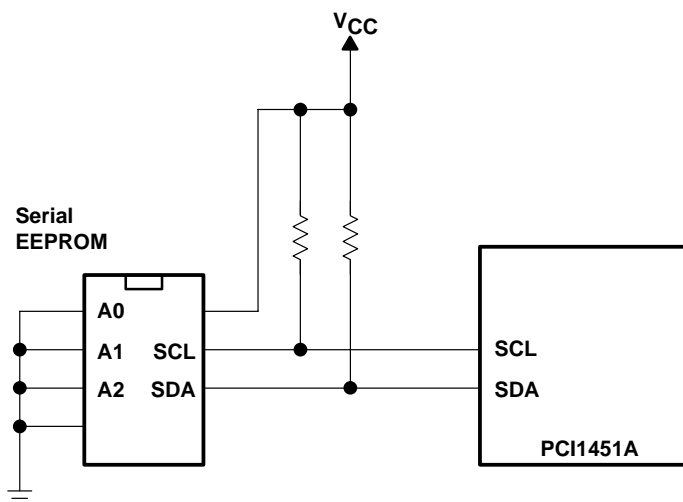 VCC
Serial
EEPROM
A0
A1 SCL
A2 SDA
SCL
SDA
PCI1451A